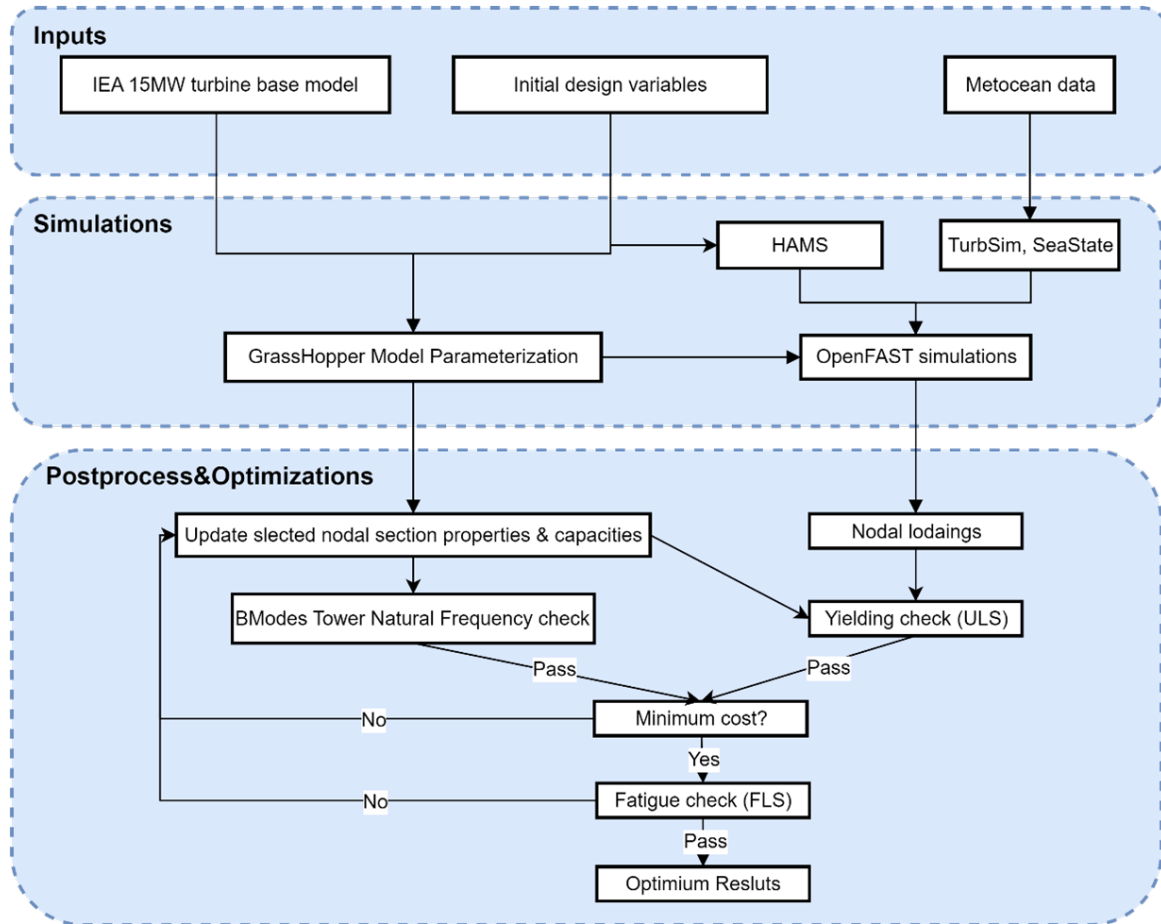 Inputs
IEA 15MW turbine base model
Initial design variables
Metocean data
Simulations
HAMS
TurbSim, SeaState
GrassHopper Model Parameterization
OpenFAST simulations
Postprocess&Optimizations
Update slected nodal section properties & capacities
Nodal lodaings
BModes Tower Natural Frequency check
Yielding check (ULS)
Pass
Pass
Minimum cost?
No
Yes
Fatigue check (FLS)
No
Pass
Optimium Resluts